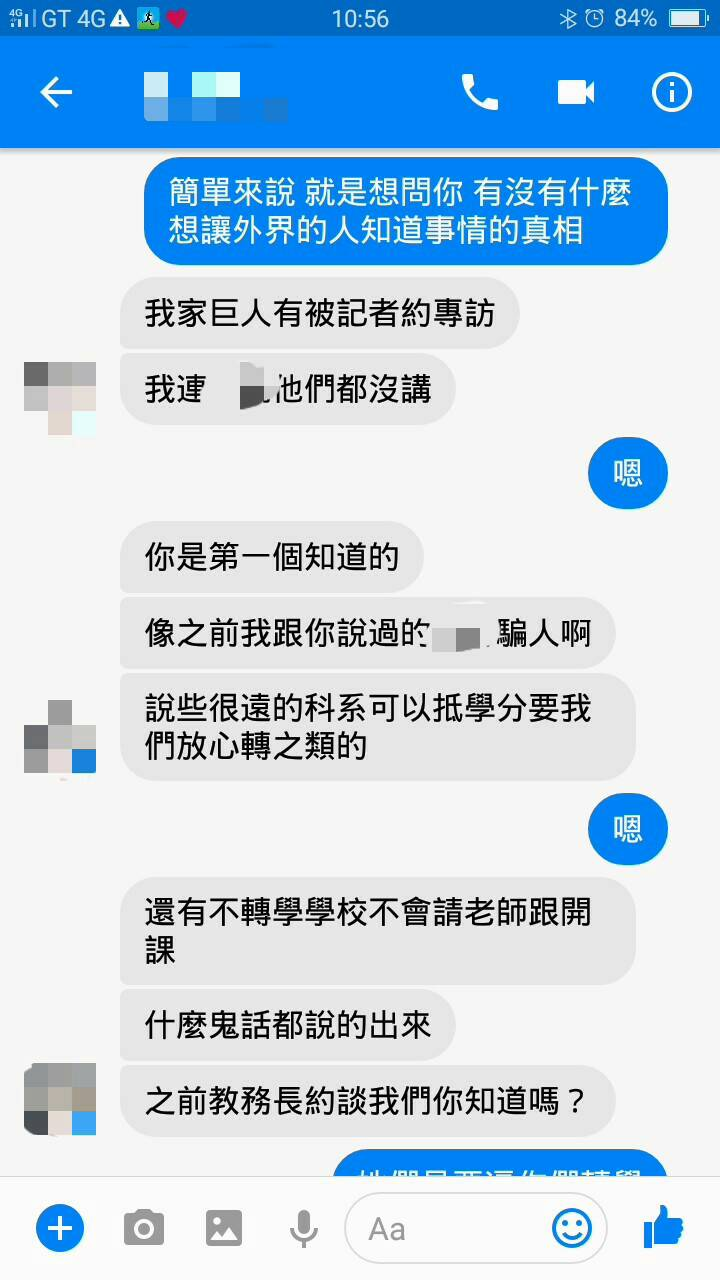 4G GT 4G 10:56 84%
簡單來說 就是想問你 有沒有什麼
想讓外界的人知道事情的真相
我家巨人有被記者約專訪
我連 他們都沒講
嗯
你是第一個知道的
像之前我跟你說過的 騙人啊
說些很遠的科系可以抵學分要我
們放心轉之類的
嗯
還有不轉學學校不會請老師跟開
課
什麼鬼話都說的出來
之前教務長約談我們你知道嗎？
Aa